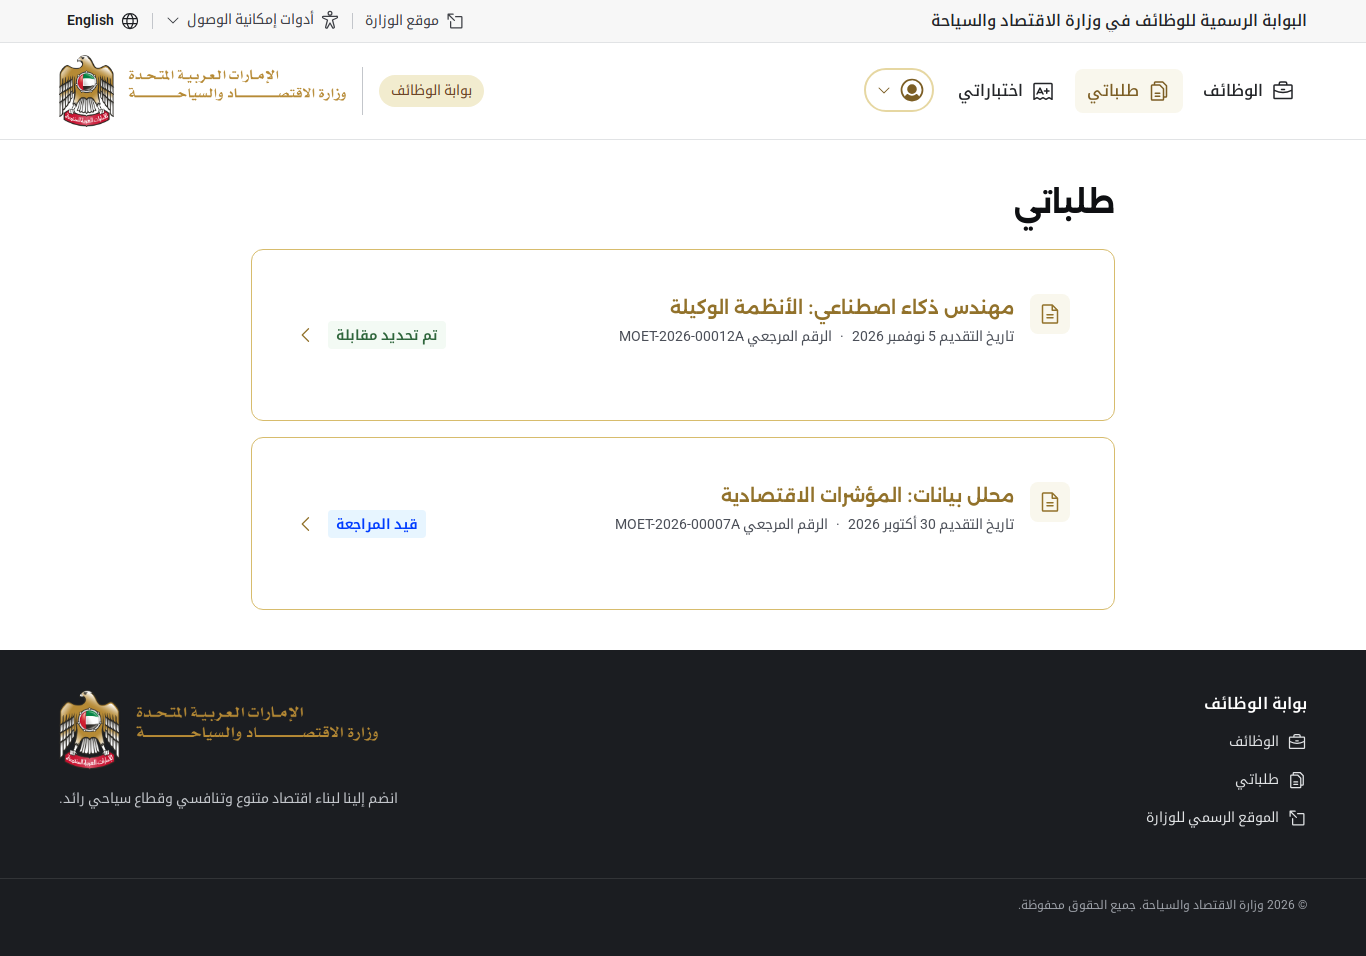 البوابة الرسمية للوظائف في وزارة الاقتصاد والسياحة
موقع الوزارة
أدوات إمكانية الوصول
English
الوظائف
طلباتي
اختباراتي
بوابة الوظائف
الإمارات العربية المتحدة
وزارة الاقتصاد والسياحة
طلباتي
مهندس ذكاء اصطناعي: الأنظمة الوكيلة
تاريخ التقديم 5 نوفمبر 2026 · الرقم المرجعي MOET-2026-00012A
تم تحديد مقابلة
محلل بيانات: المؤشرات الاقتصادية
تاريخ التقديم 30 أكتوبر 2026 · الرقم المرجعي MOET-2026-00007A
قيد المراجعة
بوابة الوظائف
الوظائف
طلباتي
الموقع الرسمي للوزارة
الإمارات العربية المتحدة
وزارة الاقتصاد والسياحة
انضم إلينا لبناء اقتصاد متنوع وتنافسي وقطاع سياحي رائد.
© 2026 وزارة الاقتصاد والسياحة. جميع الحقوق محفوظة.